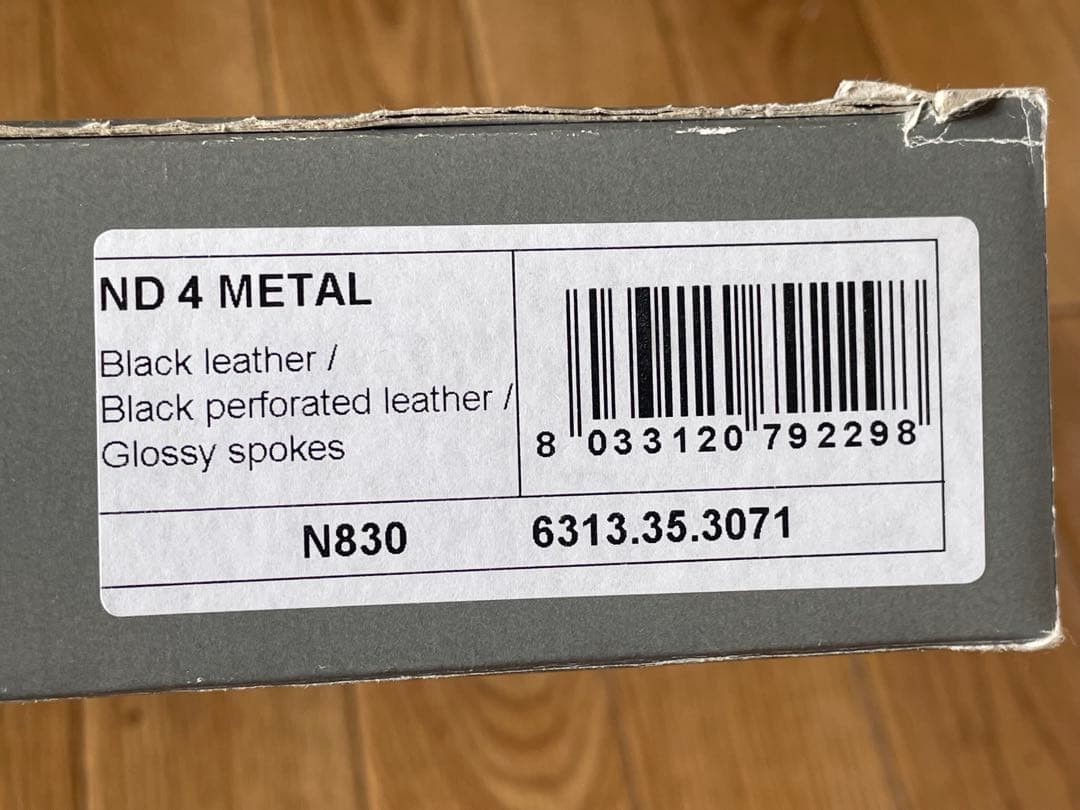 ND 4 METAL
Black leather /
Black perforated leather /
Glossy spokes
8 033120 792298
N830 6313.35.3071